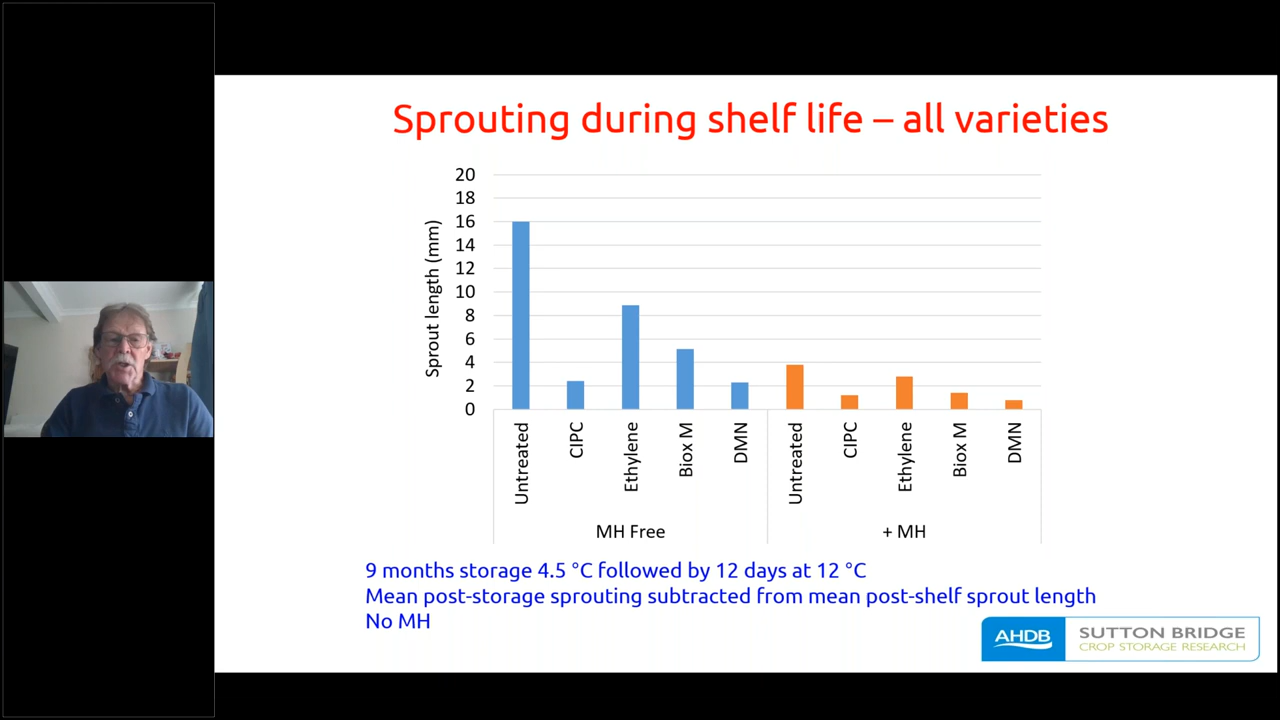 Sprouting during shelf life – all varieties
20
18
16
14
12
10
8
6
4
2
0
Sprout length (mm)
Untreated
CIPC
Ethylene
Biox M
DMN
Untreated
CIPC
Ethylene
Biox M
DMN
MH Free
+ MH
9 months storage 4.5 °C followed by 12 days at 12 °C
Mean post-storage sprouting subtracted from mean post-shelf sprout length
No MH
AHDB
SUTTON BRIDGE
CROP STORAGE RESEARCH